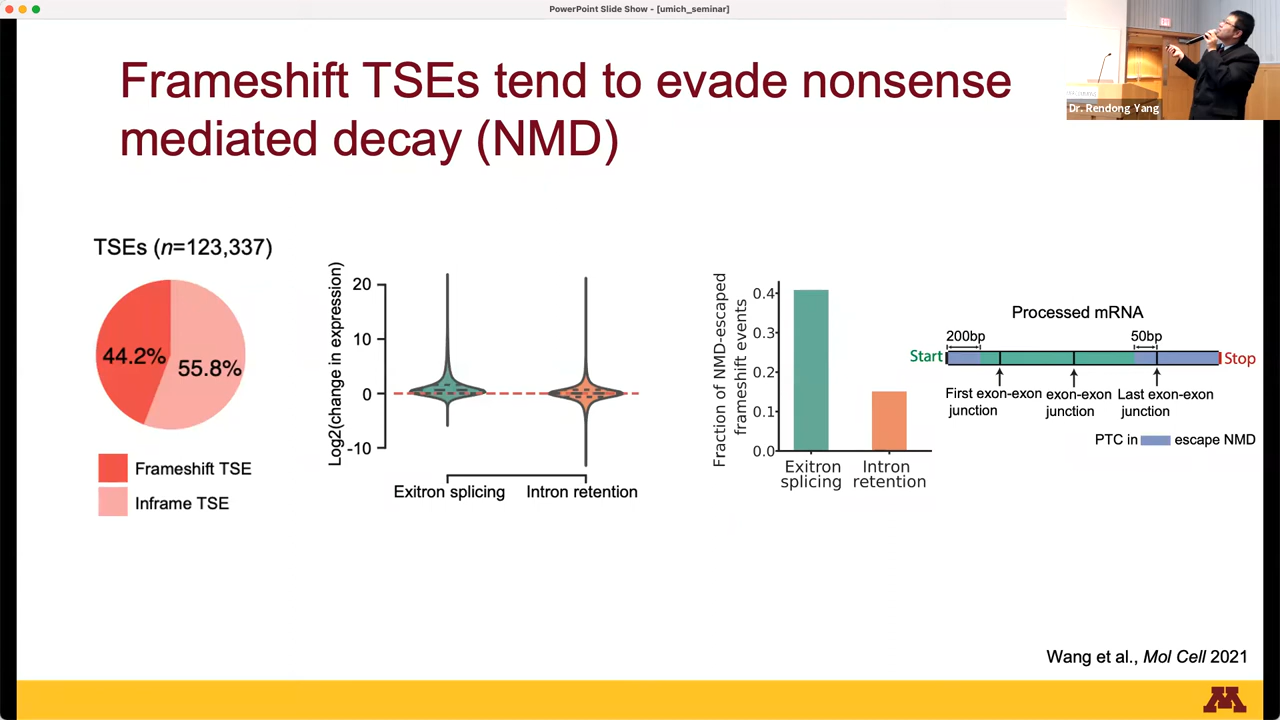 PowerPoint Slide Show - [umich_seminar]
Dr. Rendong Yang
Frameshift TSEs tend to evade nonsense
mediated decay (NMD)
TSEs (n=123,337)
44.2%
55.8%
Frameshift TSE
Inframe TSE
Log2(change in expression)
20
10
0
-10
Exitron splicing
Intron retention
Fraction of NMD-escaped
frameshift events
0.4
0.3
0.2
0.1
0.0
Exitron
splicing
Intron
retention
Processed mRNA
200bp
50bp
Start
Stop
First exon-exon
junction
exon-exon
junction
Last exon-exon
junction
PTC in
escape NMD
Wang et al., Mol Cell 2021
M